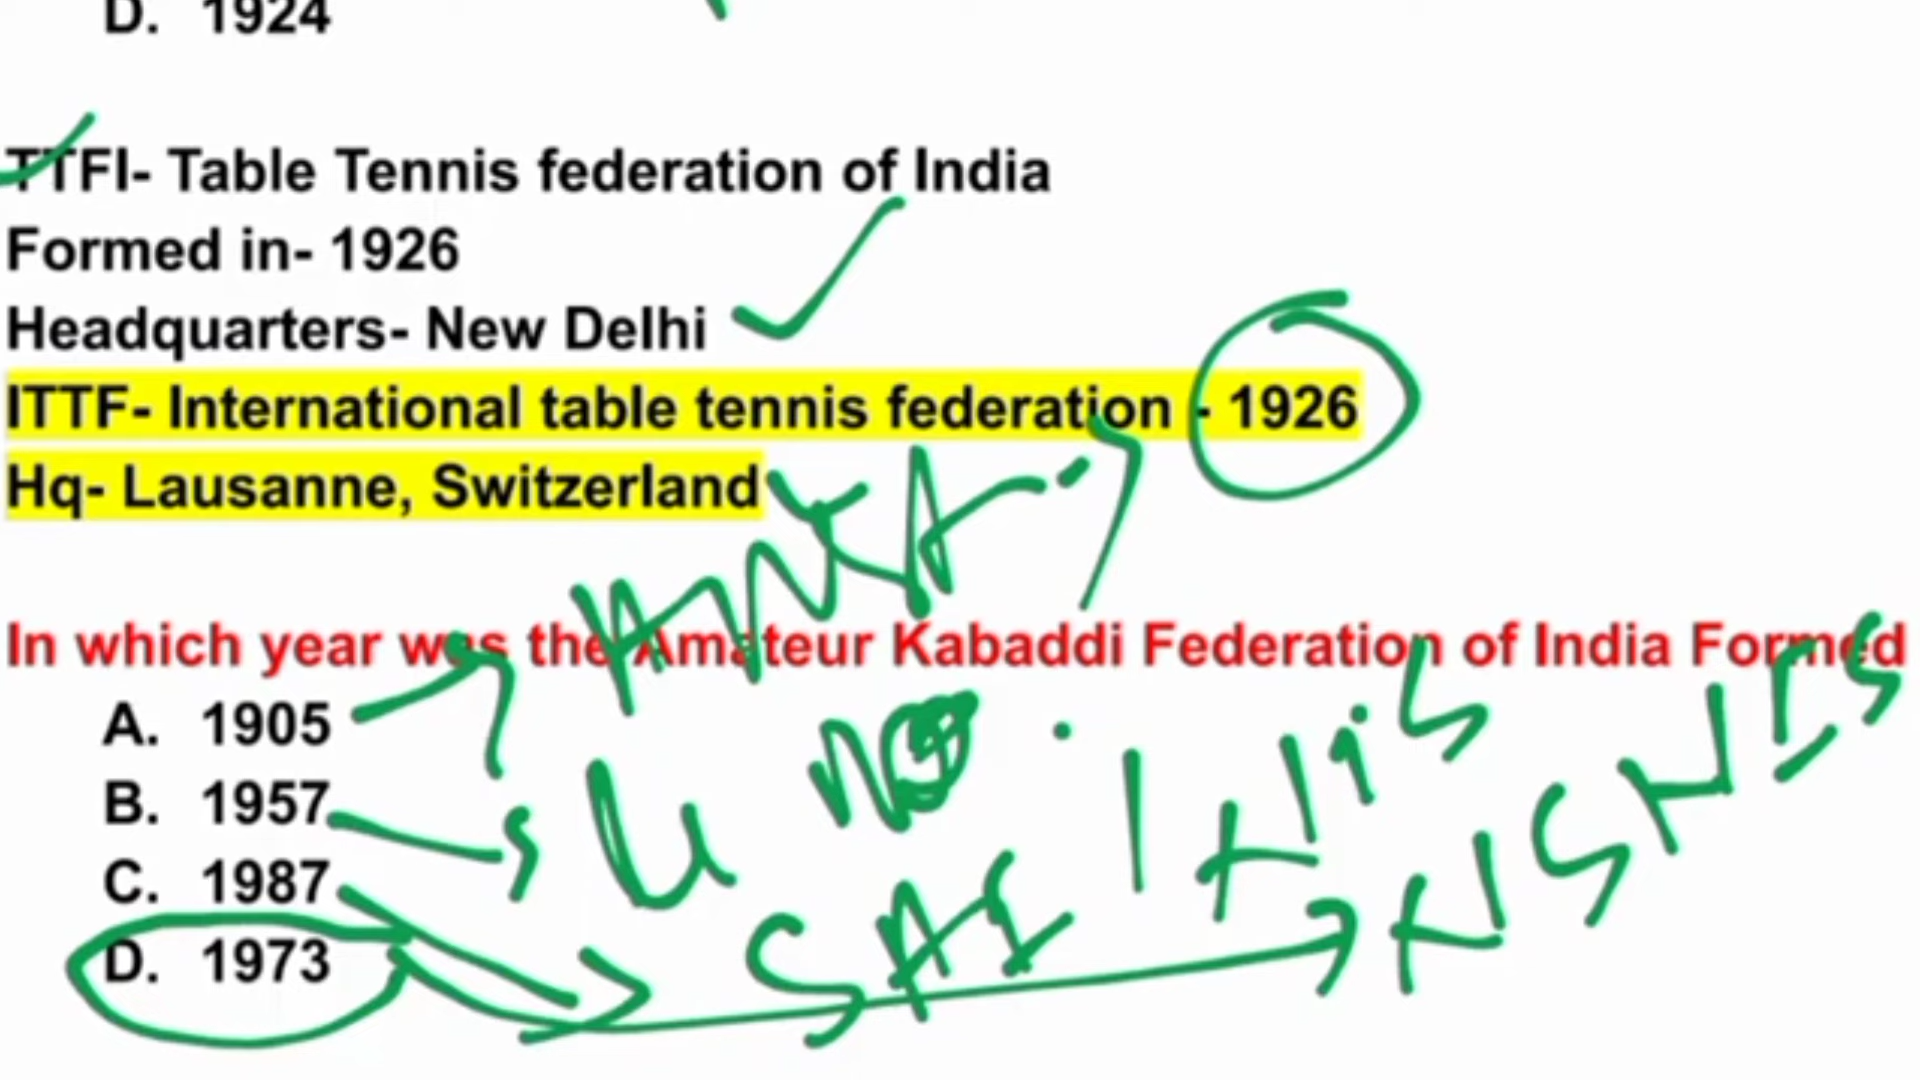 D. 1924
TTFI- Table Tennis federation of India
Formed in- 1926
Headquarters- New Delhi
ITTF- International table tennis federation - 1926
Hq- Lausanne, Switzerland
In which year was the Amateur Kabaddi Federation of India Formed
A. 1905
B. 1957
C. 1987
D. 1973
SAI